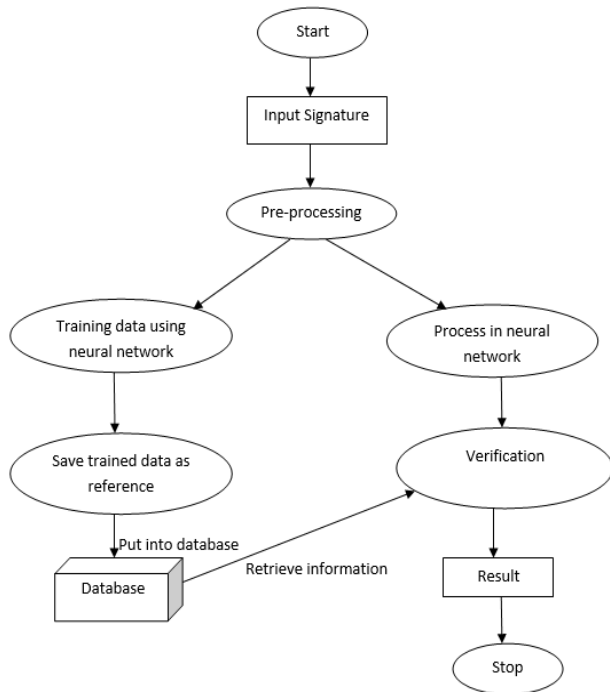 Start
Input Signature
Pre-processing
Training data using
neural network
Process in neural
network
Save trained data as
reference
Verification
Put into database
Retrieve information
Database
Result
Stop